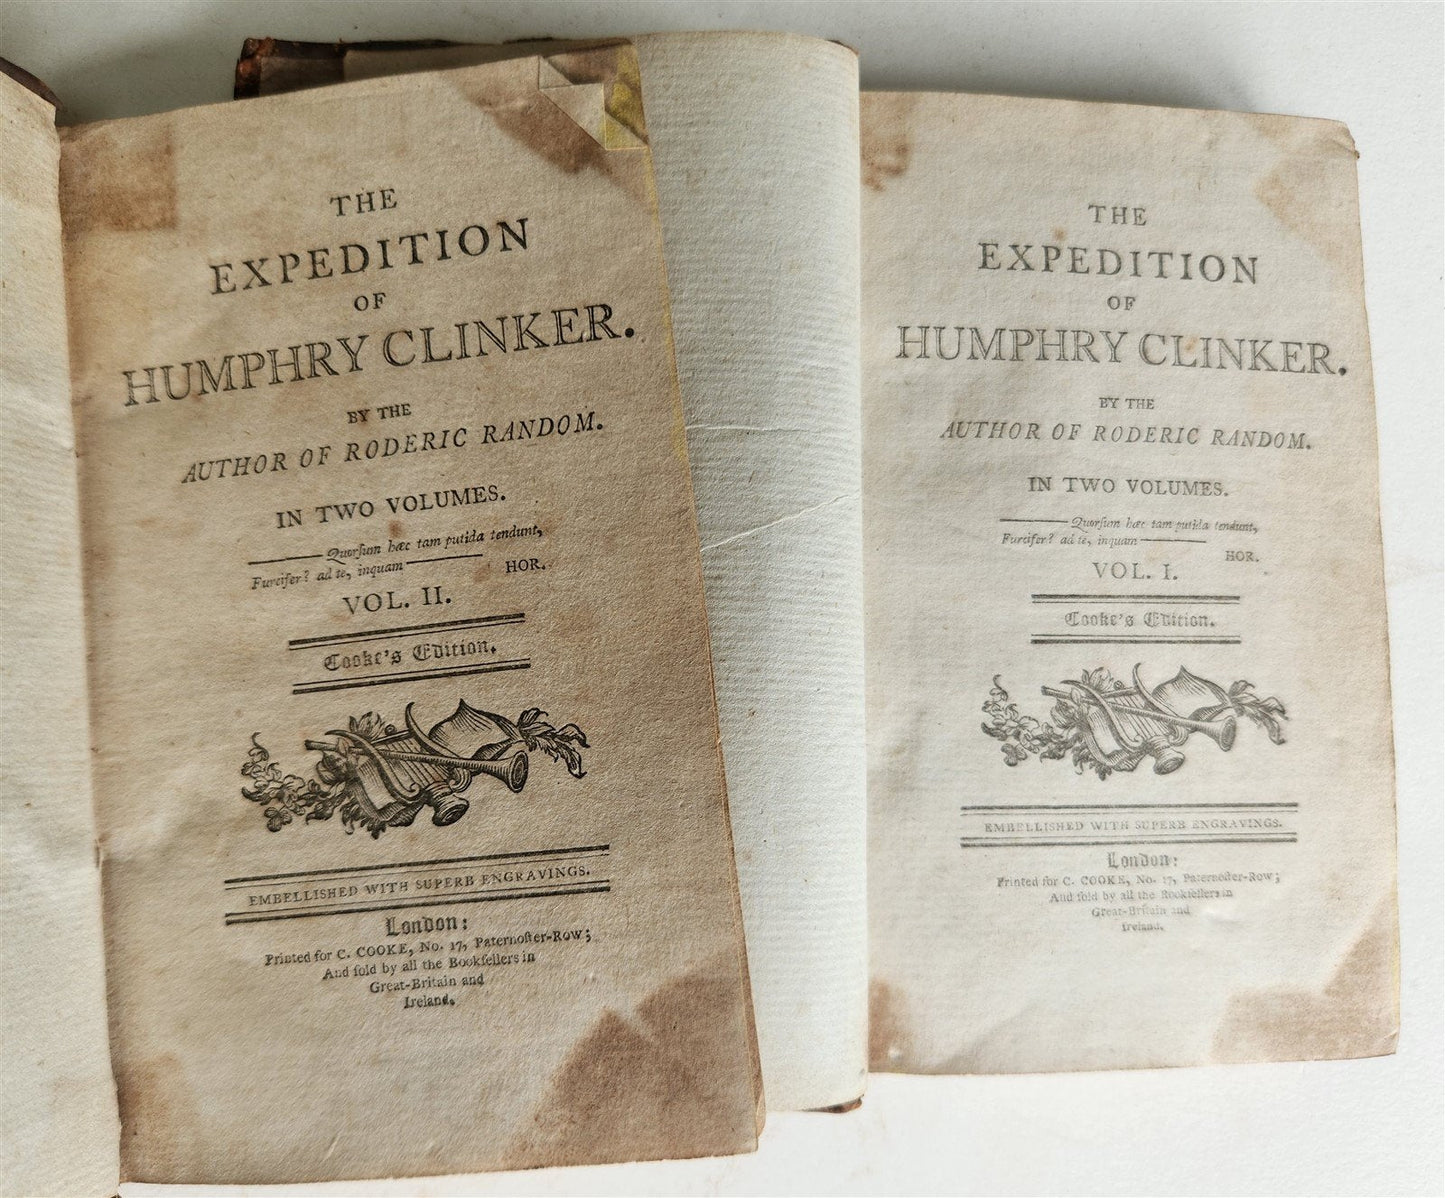 THE
EXPEDITION
OF
HUMPHRY CLINKER.
BY THE
AUTHOR OF RODERIC RANDOM.
IN TWO VOLUMES.
Quorſum hæc tam putida tendunt,
Furcifer? ad te, inquam
HOR.
VOL. II.
Cooke's Edition.
EMBELLISHED WITH SUPERB ENGRAVINGS.
London:
Printed for C. COOKE, No. 17, Paternoſter-Row;
And ſold by all the Bookſellers in
Great-Britain and
Ireland.
THE
EXPEDITION
OF
HUMPHRY CLINKER.
BY THE
AUTHOR OF RODERIC RANDOM.
IN TWO VOLUMES.
Quorſum hæc tam putida tendunt,
Furcifer? ad te, inquam
HOR.
VOL. I.
Cooke's Edition.
EMBELLISHED WITH SUPERB ENGRAVINGS.
London:
Printed for C. COOKE, No. 17, Paternoſter-Row;
And ſold by all the Bookſellers in
Great-Britain and
Ireland.